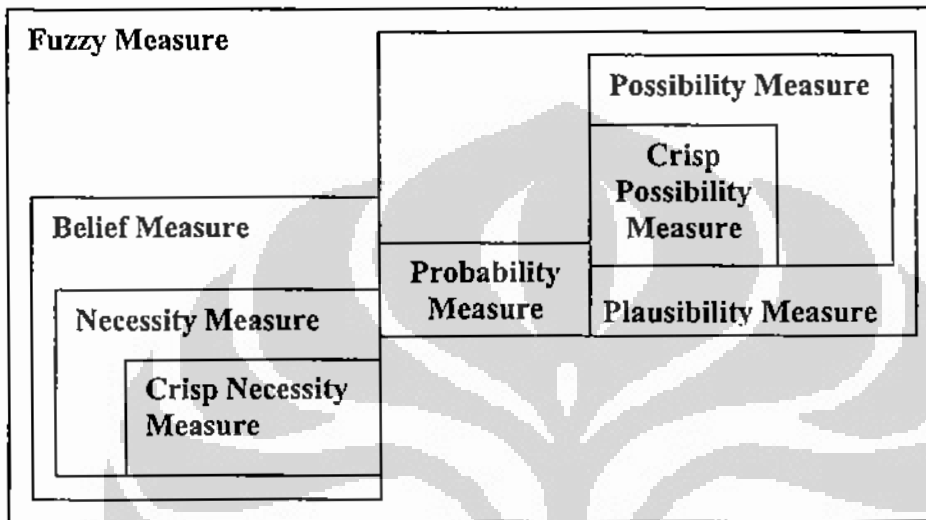 Fuzzy Measure
Possibility Measure
Crisp
Possibility
Measure
Belief Measure
Probability
Measure
Plausibility Measure
Necessity Measure
Crisp Necessity
Measure